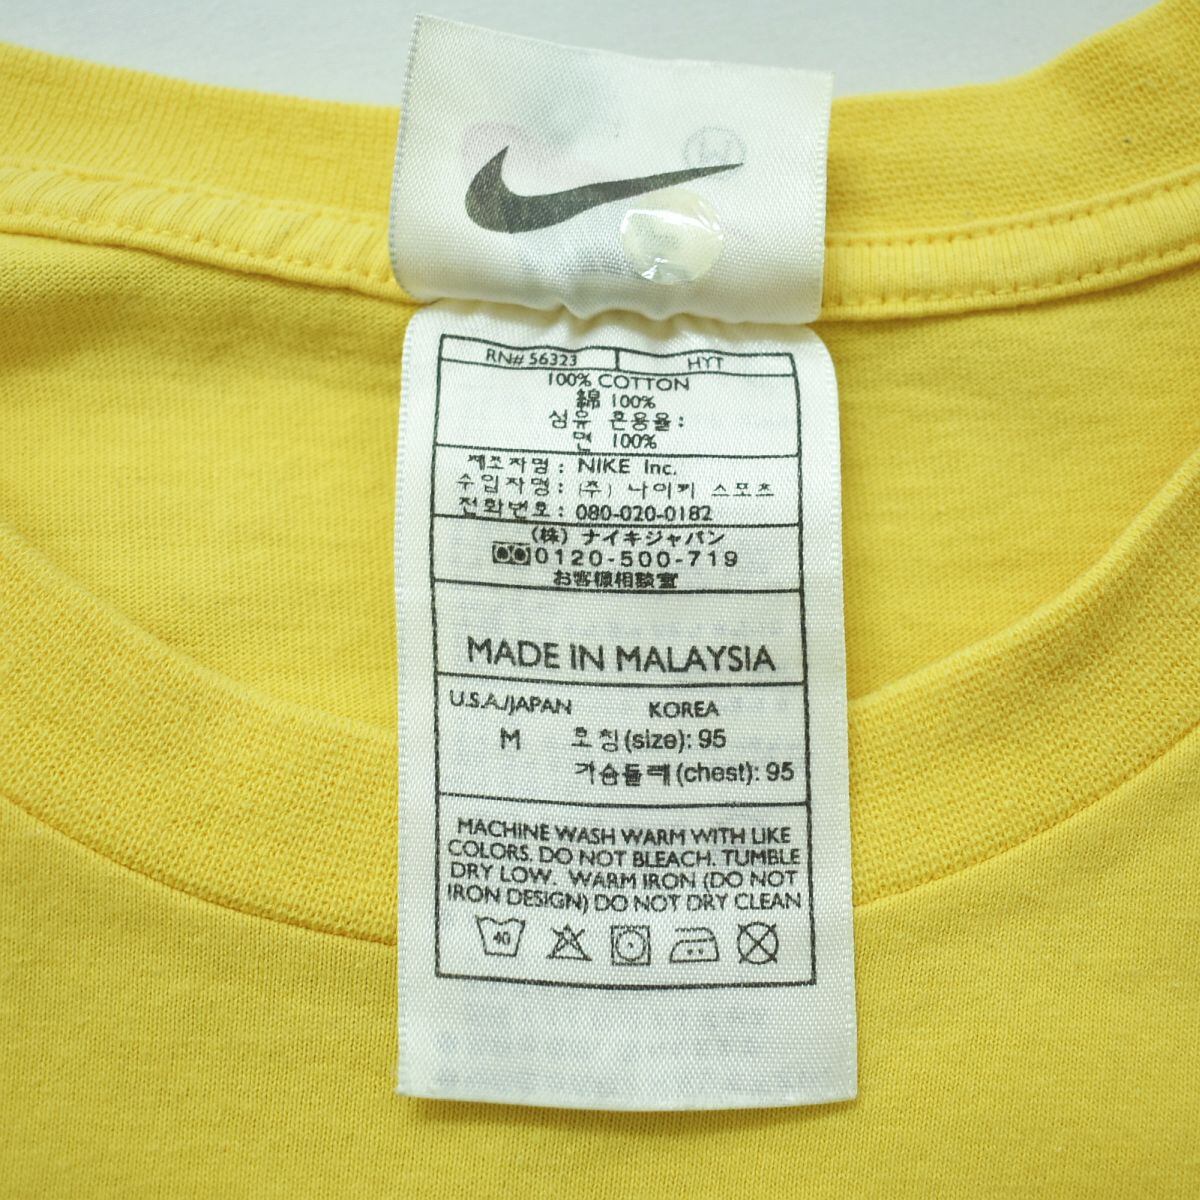 RN# 56323 HYT
100% COTTON
綿 100%
섬유 혼용율:
면 100%
제조자명: NIKE Inc.
수입자명: (주) 나이키 스포츠
전화번호: 080-020-0182
(株) ナイキジャパン
0120-500-719
お客様相談室
MADE IN MALAYSIA
U.S.A./JAPAN KOREA
M 호칭(size): 95
가슴둘레(chest): 95
MACHINE WASH WARM WITH LIKE
COLORS. DO NOT BLEACH. TUMBLE
DRY LOW. WARM IRON (DO NOT
IRON DESIGN) DO NOT DRY CLEAN
40